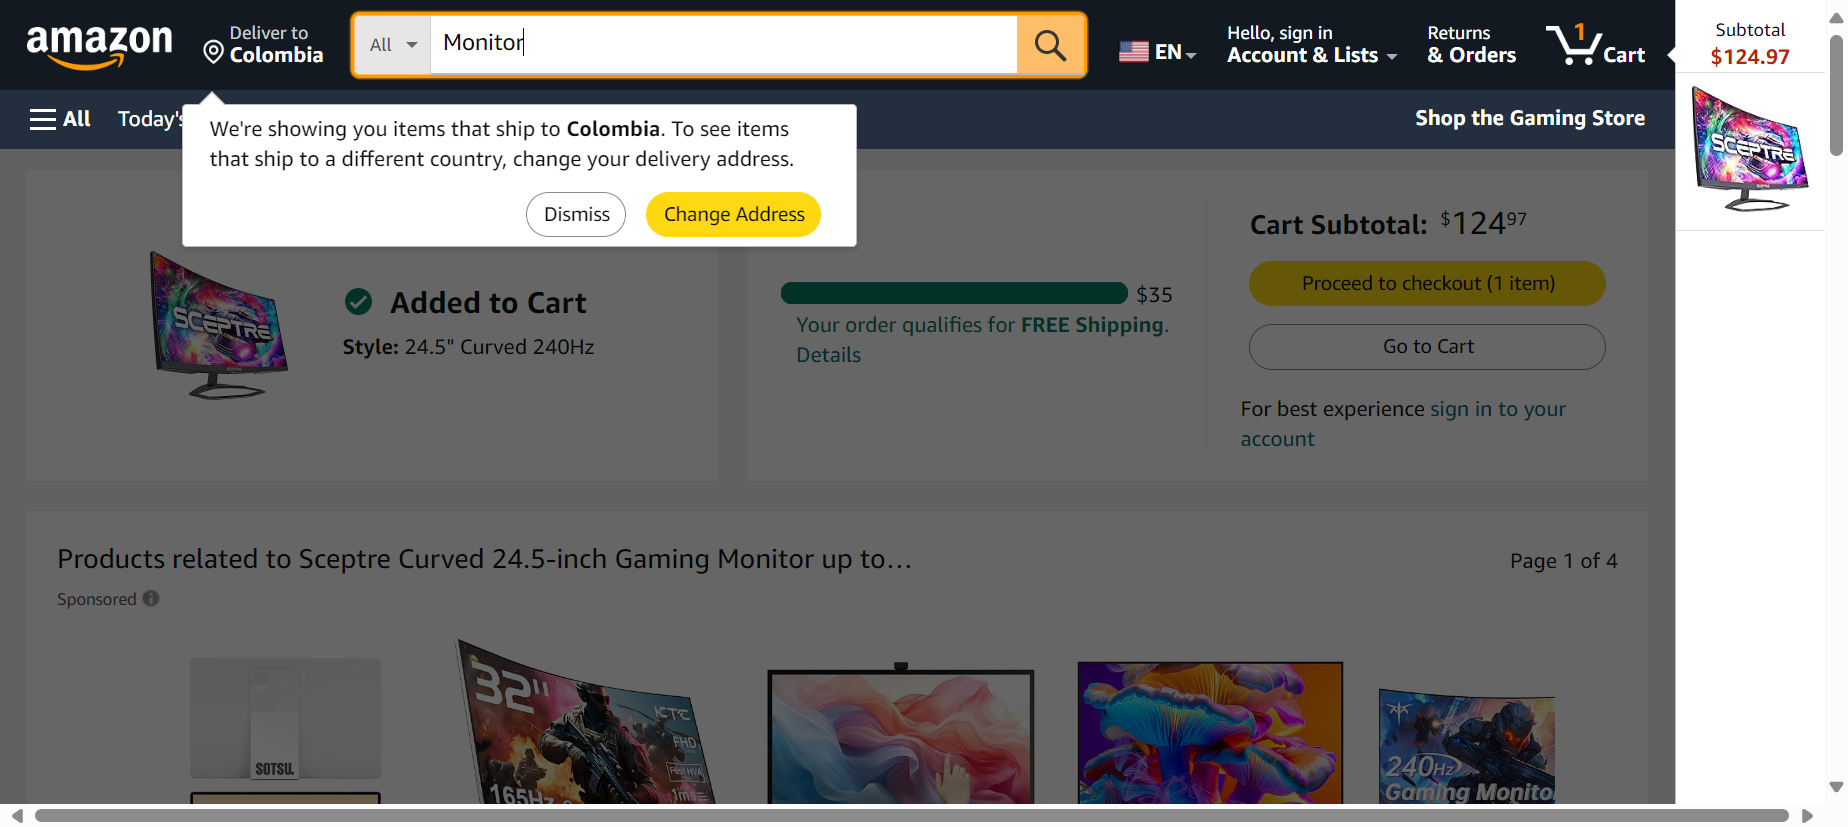 amazon
Deliver to
Colombia
All
Monitor
EN
Hello, sign in
Account & Lists
Returns
& Orders
1
Cart
Subtotal
$124.97
All
Today's
Shop the Gaming Store
We're showing you items that ship to Colombia. To see items
that ship to a different country, change your delivery address.
Dismiss
Change Address
SCEPTRE
SCEPTRE
Added to Cart
Style: 24.5" Curved 240Hz
$35
Your order qualifies for FREE Shipping.
Details
Cart Subtotal: $124.97
Proceed to checkout (1 item)
Go to Cart
For best experience sign in to your
account
Products related to Sceptre Curved 24.5-inch Gaming Monitor up to…
Page 1 of 4
Sponsored
SOTSU
32"
KTC
FHD
Fast HVA
1ms
165Hz
240Hz
Gaming Monitor